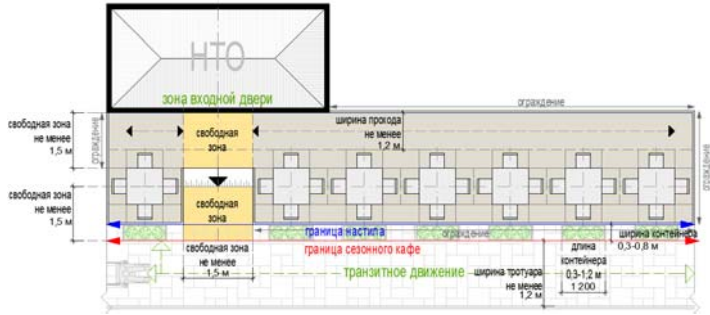 НТО
зона входной двери
ограждение
свободная зона
не менее
1,5 м
ограждение
свободная
зона
ширина прохода
не менее
1,2 м
ограждение
свободная зона
не менее
1,5 м
свободная
зона
граница настила
ограждение
ширина контейнера
0,3-0,8 м
свободная зона
не менее
1,5 м
граница сезонного кафе
транзитное движение
ширина тротуара
не менее
1,2 м
длина
контейнера
0,3-1,2 м
1 200